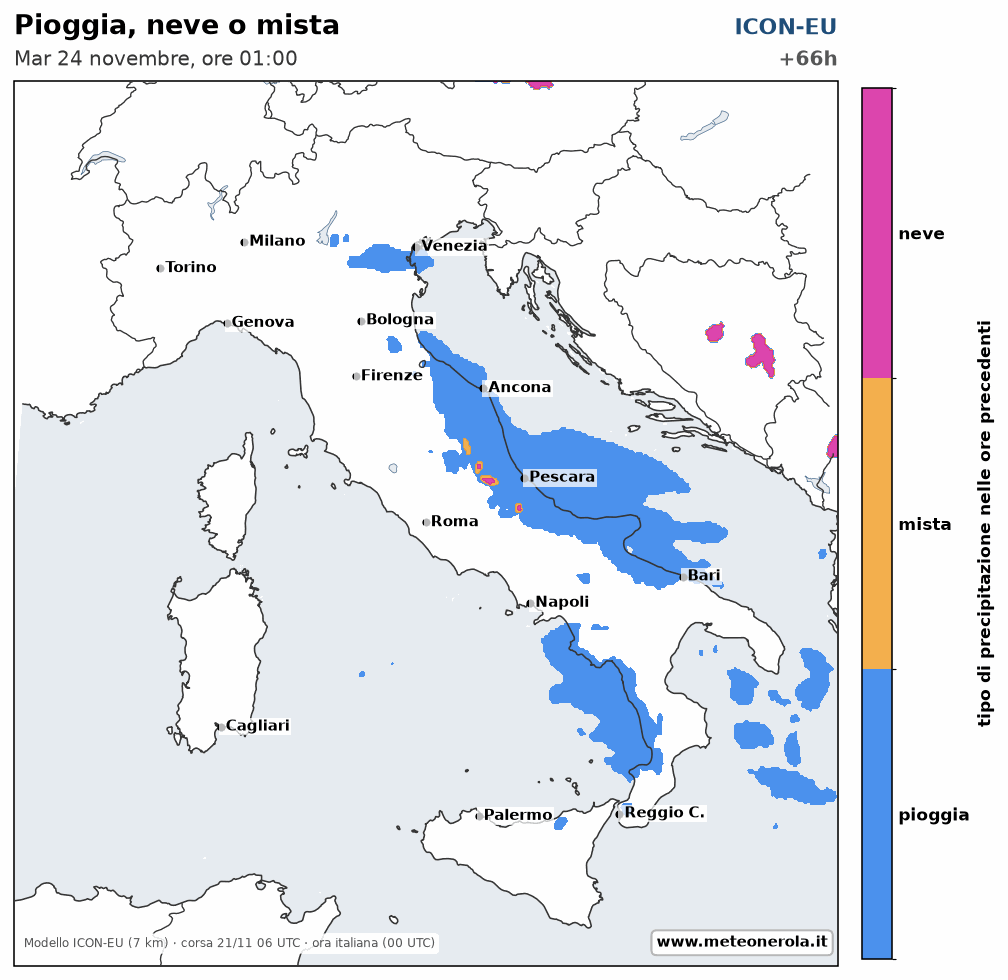 Pioggia, neve o mista
ICON-EU
Mar 24 novembre, ore 01:00
+66h
neve
Milano
Venezia
Torino
Genova
Bologna
Firenze
Ancona
Pescara
Roma
mista
Bari
Napoli
Cagliari
Palermo
Reggio C.
pioggia
tipo di precipitazione nelle ore precedenti
Modello ICON-EU (7 km) · corsa 21/11 06 UTC · ora italiana (00 UTC)
www.meteonerola.it